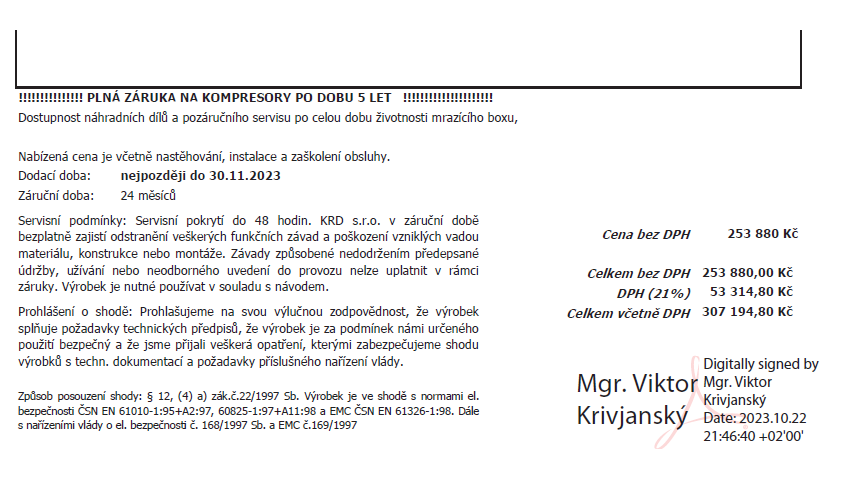 !!!!!!!!!!!!!!! PLNÁ ZÁRUKA NA KOMPRESORY PO DOBU 5 LET !!!!!!!!!!!!!!!!!!!!!
Dostupnost náhradních dílů a pozáručního servisu po celou dobu životnosti mrazícího boxu,
Nabízená cena je včetně nastěhování, instalace a zaškolení obsluhy.
Dodací doba: nejpozději do 30.11.2023
Záruční doba: 24 měsíců
Servisní podmínky: Servisní pokrytí do 48 hodin. KRD s.r.o. v záruční době
bezplatně zajistí odstranění veškerých funkčních závad a poškození vzniklých vadou
materiálu, konstrukce nebo montáže. Závady způsobené nedodržením předepsané
údržby, užívání nebo neodborného uvedení do provozu nelze uplatnit v rámci
záruky. Výrobek je nutné používat v souladu s návodem.
Prohlášení o shodě: Prohlašujeme na svou výlučnou zodpovědnost, že výrobek
splňuje požadavky technických předpisů, že výrobek je za podmínek námi určeného
použití bezpečný a že jsme přijali veškerá opatření, kterými zabezpečujeme shodu
výrobků s techn. dokumentací a požadavky příslušného nařízení vlády.
Způsob posouzení shody: § 12, (4) a) zák.č.22/1997 Sb. Výrobek je ve shodě s normami el.
bezpečnosti ČSN EN 61010-1:95+A2:97, 60825-1:97+A11:98 a EMC ČSN EN 61326-1:98. Dále
s nařízeními vlády o el. bezpečnosti č. 168/1997 Sb. a EMC č.169/1997
Cena bez DPH 253 880 Kč
Celkem bez DPH 253 880,00 Kč
DPH (21%) 53 314,80 Kč
Celkem včetně DPH 307 194,80 Kč
Mgr. Viktor
Krivjanský
Digitally signed by
Mgr. Viktor
Krivjanský
Date: 2023.10.22
21:46:40 +02'00'